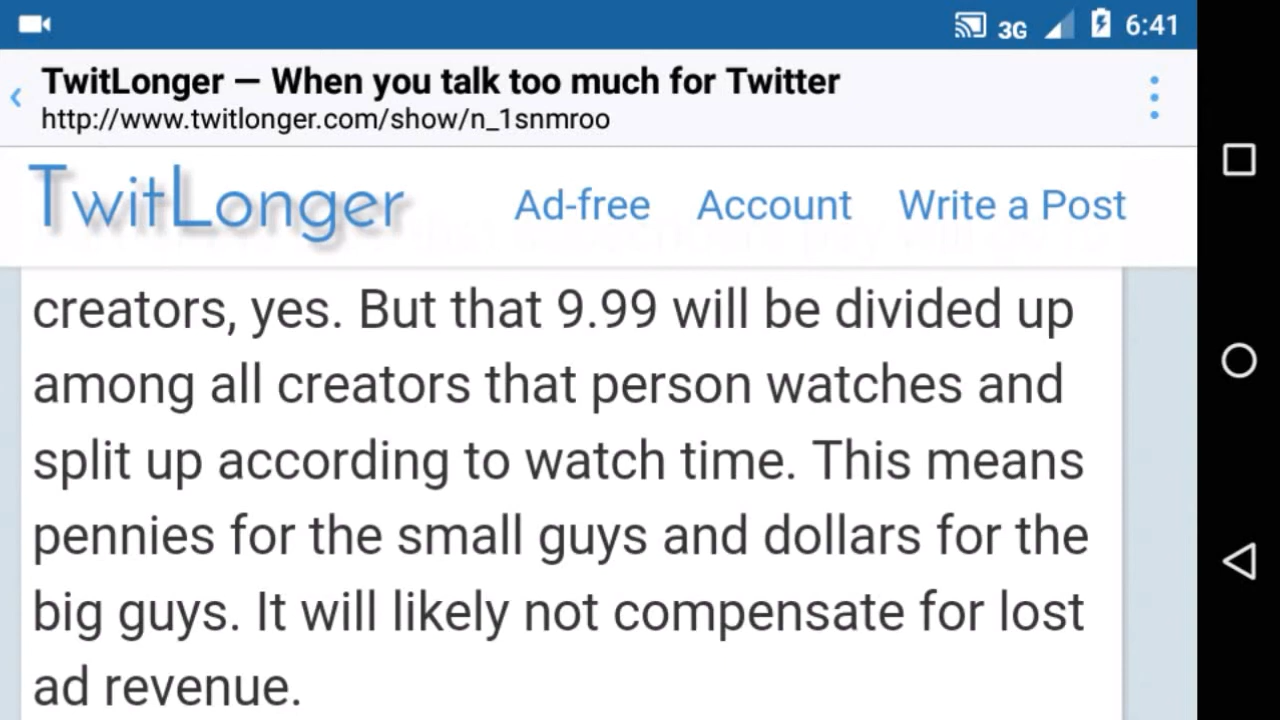 3G 6:41
TwitLonger — When you talk too much for Twitter
http://www.twitlonger.com/show/n_1snmroo
TwitLonger Ad-free Account Write a Post
creators, yes. But that 9.99 will be divided up
among all creators that person watches and
split up according to watch time. This means
pennies for the small guys and dollars for the
big guys. It will likely not compensate for lost
ad revenue.